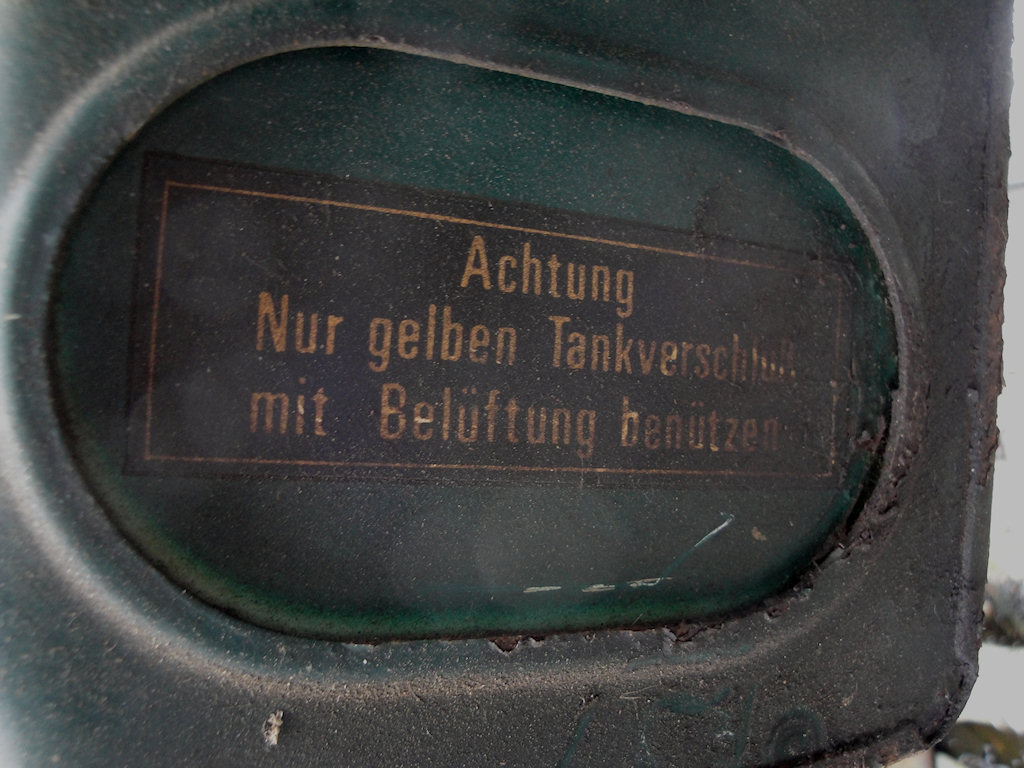 Achtung
Nur gelben Tankverschluß
mit Belüftung benützen